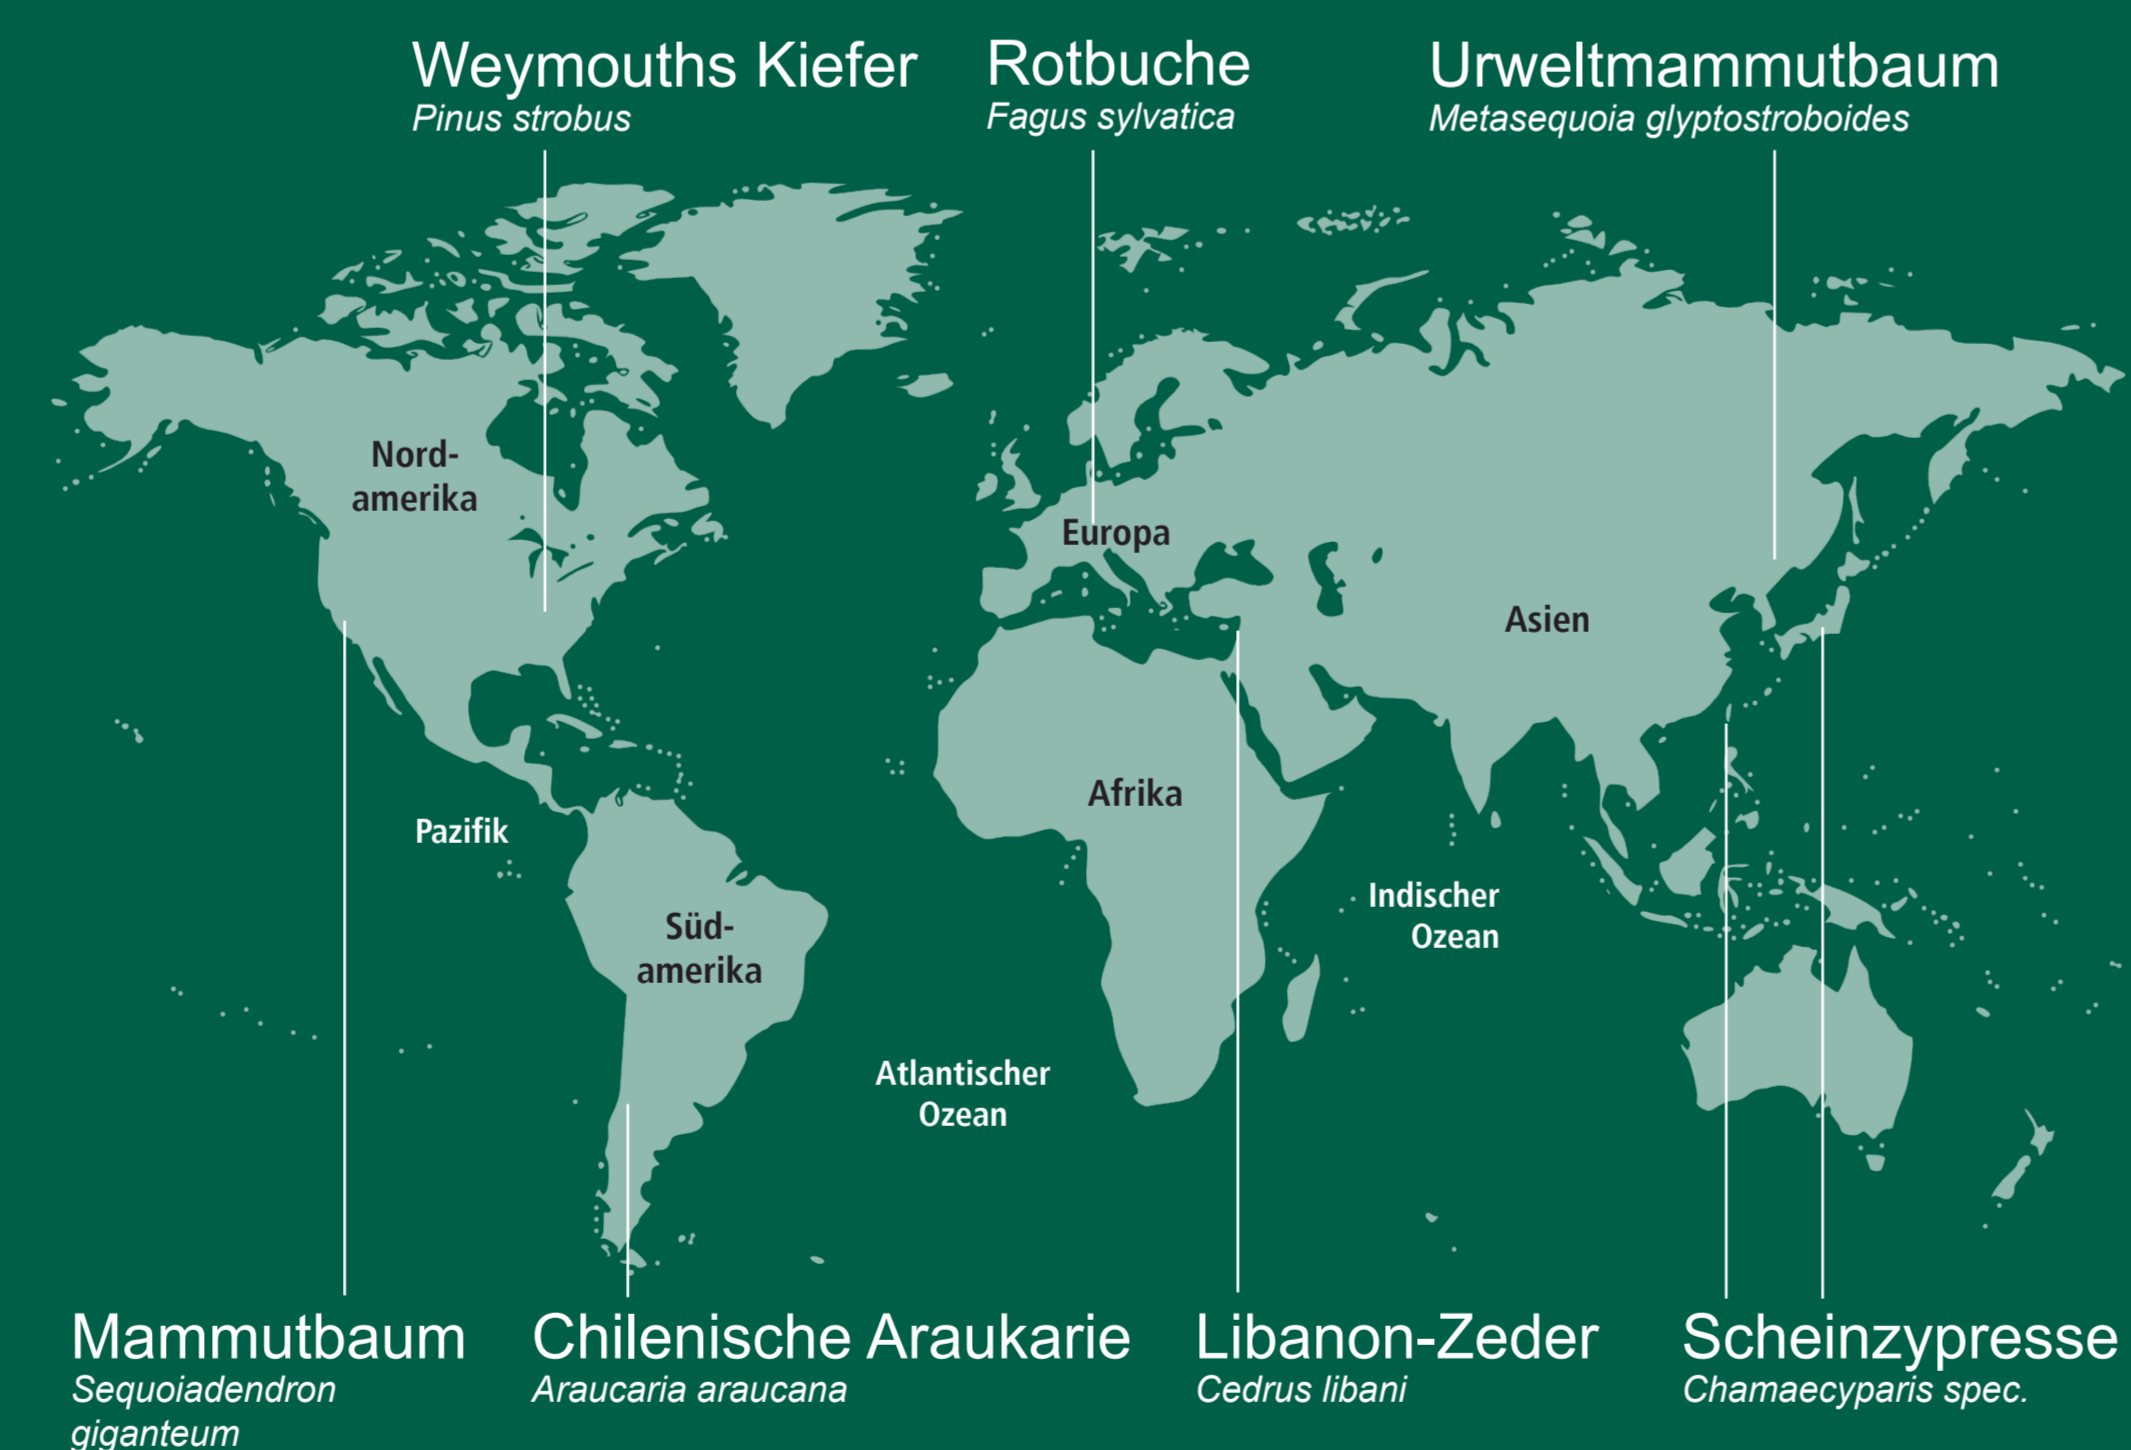 Weymouths Kiefer
Pinus strobus
Rotbuche
Fagus sylvatica
Urweltmammutbaum
Metasequoia glyptostroboides
Nord-
amerika
Europa
Asien
Afrika
Pazifik
Süd-
amerika
Indischer
Ozean
Atlantischer
Ozean
Mammutbaum
Sequoiadendron
giganteum
Chilenische Araukarie
Araucaria araucana
Libanon-Zeder
Cedrus libani
Scheinzypresse
Chamaecyparis spec.